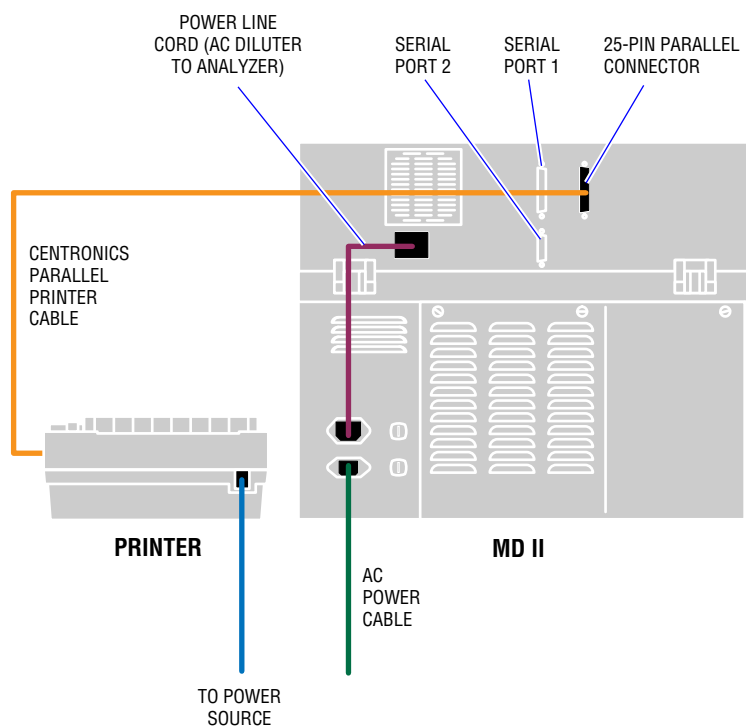 POWER LINE
CORD (AC DILUTER
TO ANALYZER)
SERIAL
PORT 2
SERIAL
PORT 1
25-PIN PARALLEL
CONNECTOR
CENTRONICS
PARALLEL
PRINTER
CABLE
PRINTER
MD II
AC
POWER
CABLE
TO POWER
SOURCE